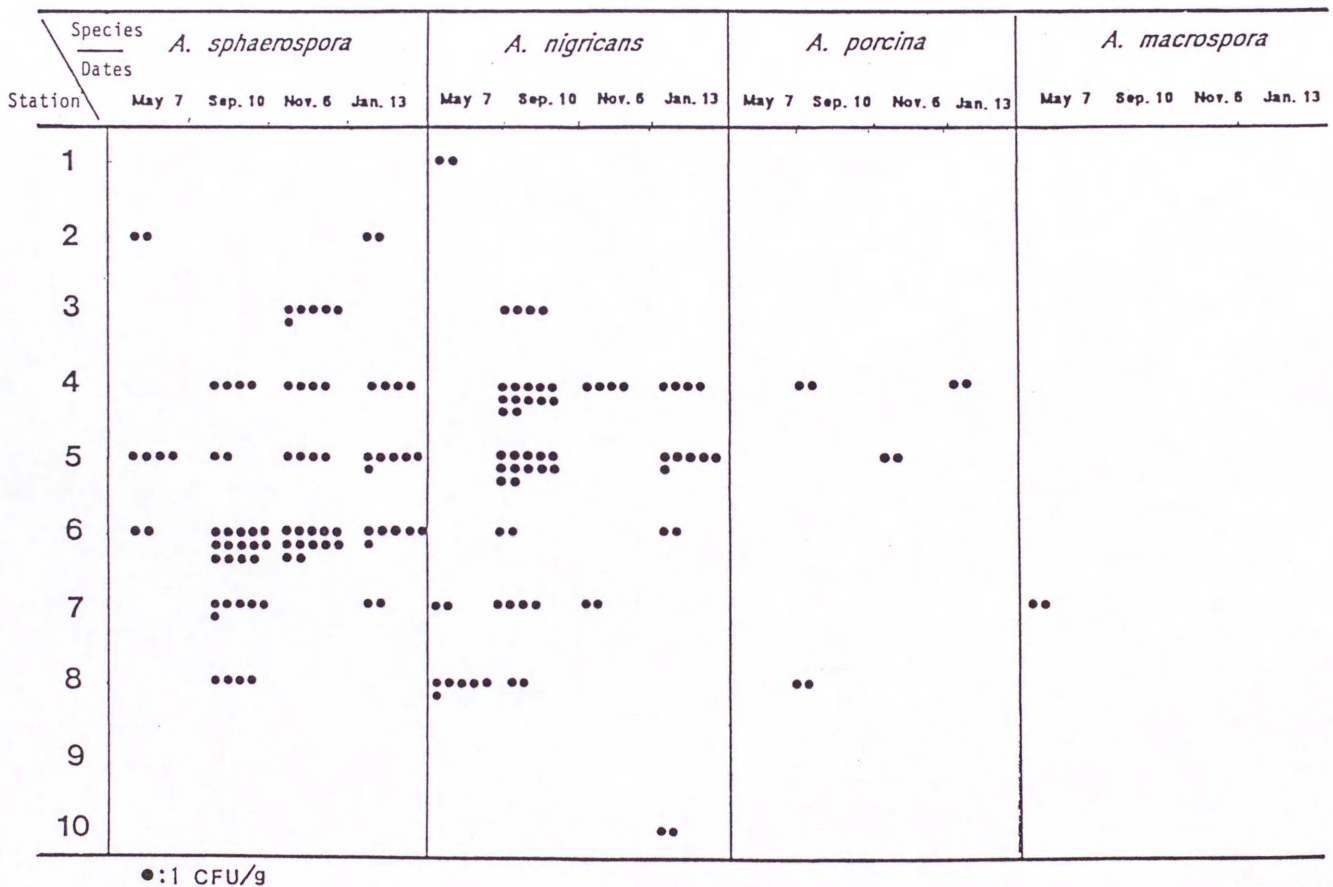 Species
Dates
Station
A. sphaerospora A. nigricans A. porcina A. macrospora
May 7 Sep. 10 Nov. 6 Jan. 13 May 7 Sep. 10 Nov. 6 Jan. 13 May 7 Sep. 10 Nov. 6 Jan. 13 May 7 Sep. 10 Nov. 6 Jan. 13
1
2
3
4
5
6
7
8
9
10
●:1 CFU/g